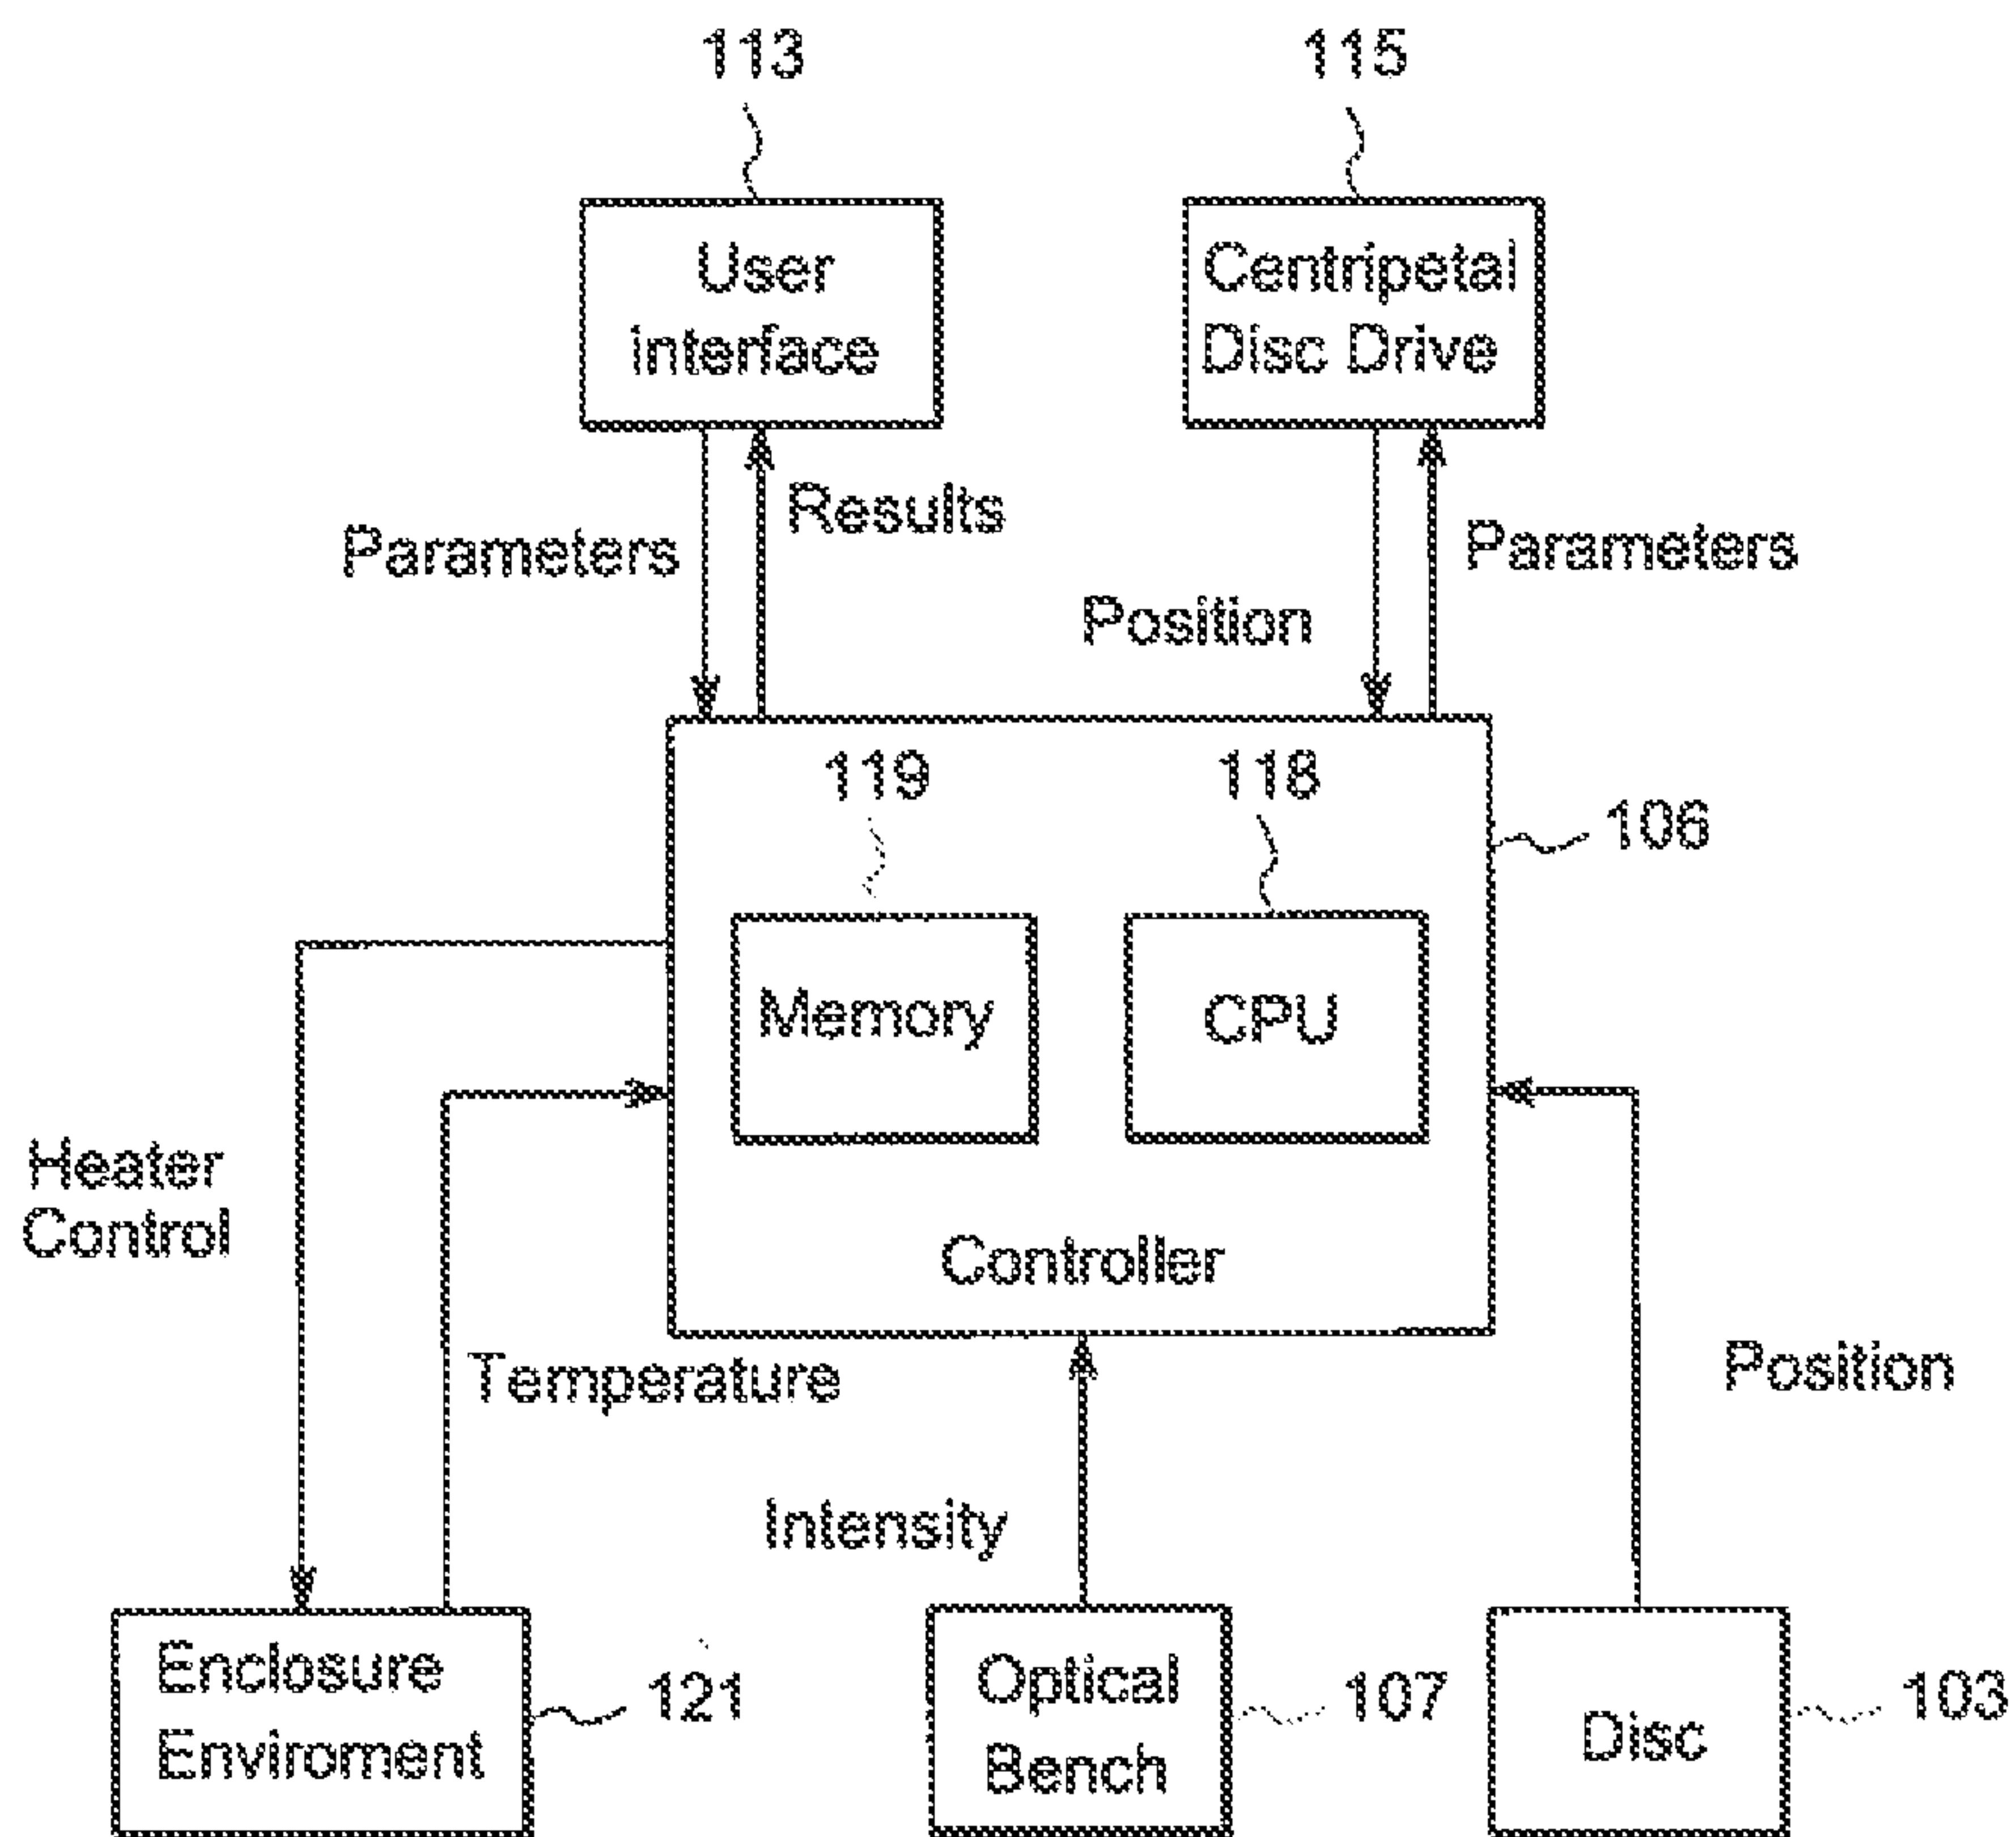 113
115
User
interface
Centripetal
Disc Drive
Results
Parameters
Parameters
Position
119
118
106
Memory
CPU
Heater
Control
Controller
Temperature
Position
Intensity
Enclosure
Enviroment
121
Optical
Bench
107
Disc
103